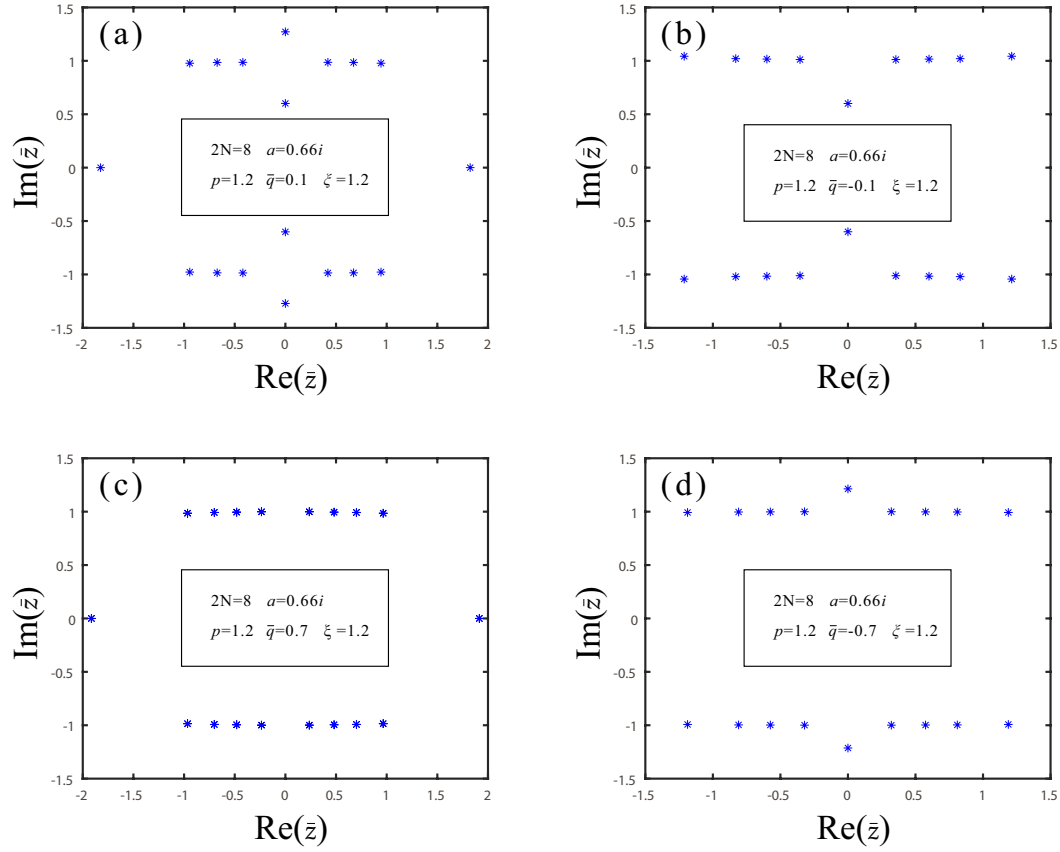 (a)
1.5
1
0.5
0
-0.5
-1
-1.5
Im(z̄)
2N=8 a=0.66i
p=1.2 q̄=0.1 ξ=1.2
-2 -1.5 -1 -0.5 0 0.5 1 1.5 2
Re(z̄)
(b)
1.5
1
0.5
0
-0.5
-1
-1.5
Im(z̄)
2N=8 a=0.66i
p=1.2 q̄=-0.1 ξ=1.2
-1.5 -1 -0.5 0 0.5 1 1.5
Re(z̄)
(c)
1.5
1
0.5
0
-0.5
-1
-1.5
Im(z̄)
2N=8 a=0.66i
p=1.2 q̄=0.7 ξ=1.2
-2 -1.5 -1 -0.5 0 0.5 1 1.5 2
Re(z̄)
(d)
1.5
1
0.5
0
-0.5
-1
-1.5
Im(z̄)
2N=8 a=0.66i
p=1.2 q̄=-0.7 ξ=1.2
-1.5 -1 -0.5 0 0.5 1 1.5
Re(z̄)